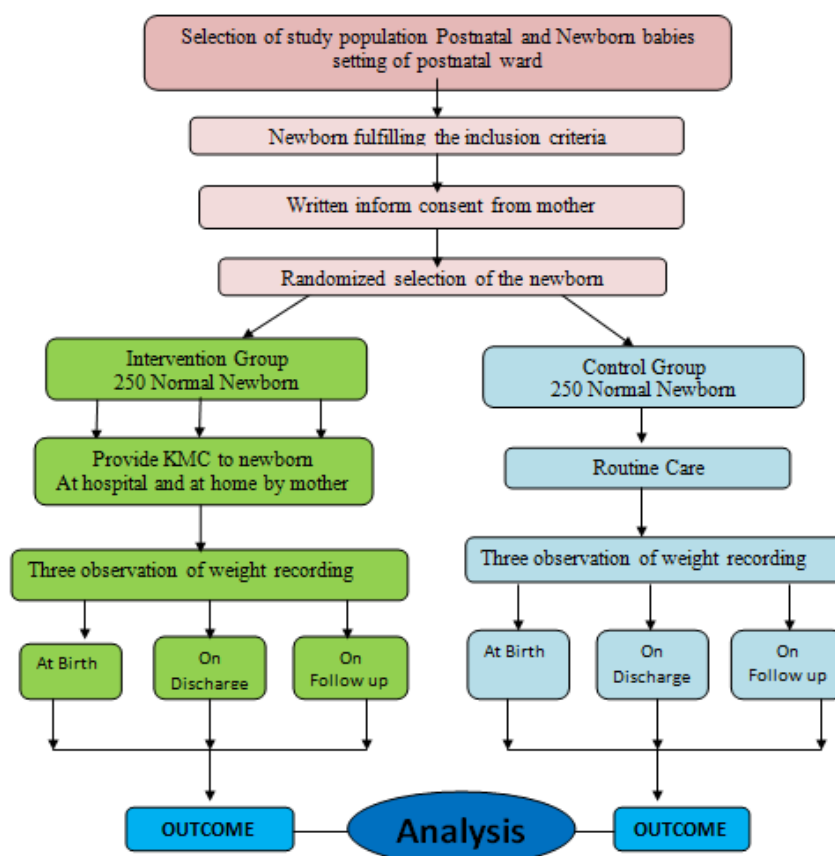 Selection of study population Postnatal and Newborn babies
setting of postnatal ward
Newborn fulfilling the inclusion criteria
Written inform consent from mother
Randomized selection of the newborn
Intervention Group
250 Normal Newborn
Control Group
250 Normal Newborn
Provide KMC to newborn
At hospital and at home by mother
Routine Care
Three observation of weight recording
Three observation of weight recording
At Birth
On
Discharge
On
Follow up
At Birth
On
Discharge
On
Follow up
OUTCOME
Analysis
OUTCOME